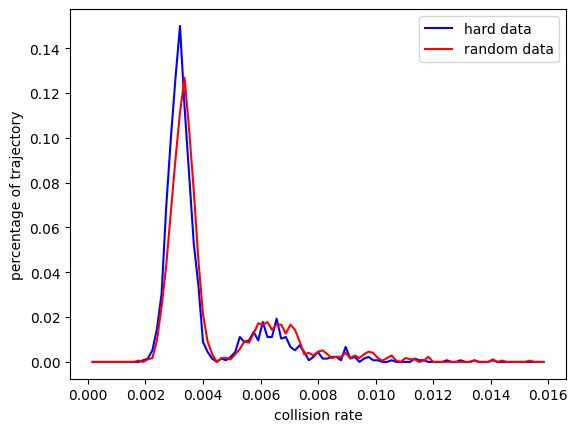 hard data
random data
percentage of trajectory
0.14
0.12
0.10
0.08
0.06
0.04
0.02
0.00
0.000 0.002 0.004 0.006 0.008 0.010 0.012 0.014 0.016
collision rate